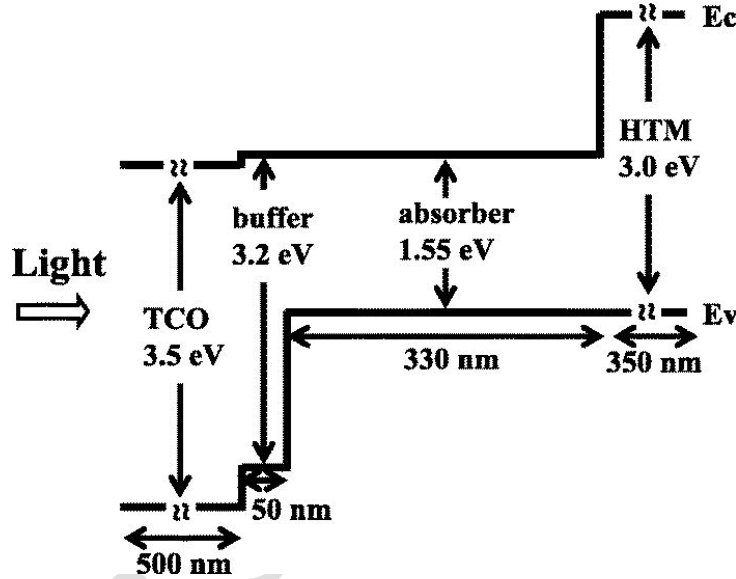 Ec
HTM
3.0 eV
buffer
3.2 eV
absorber
1.55 eV
Light
TCO
3.5 eV
Ev
330 nm
350 nm
50 nm
500 nm